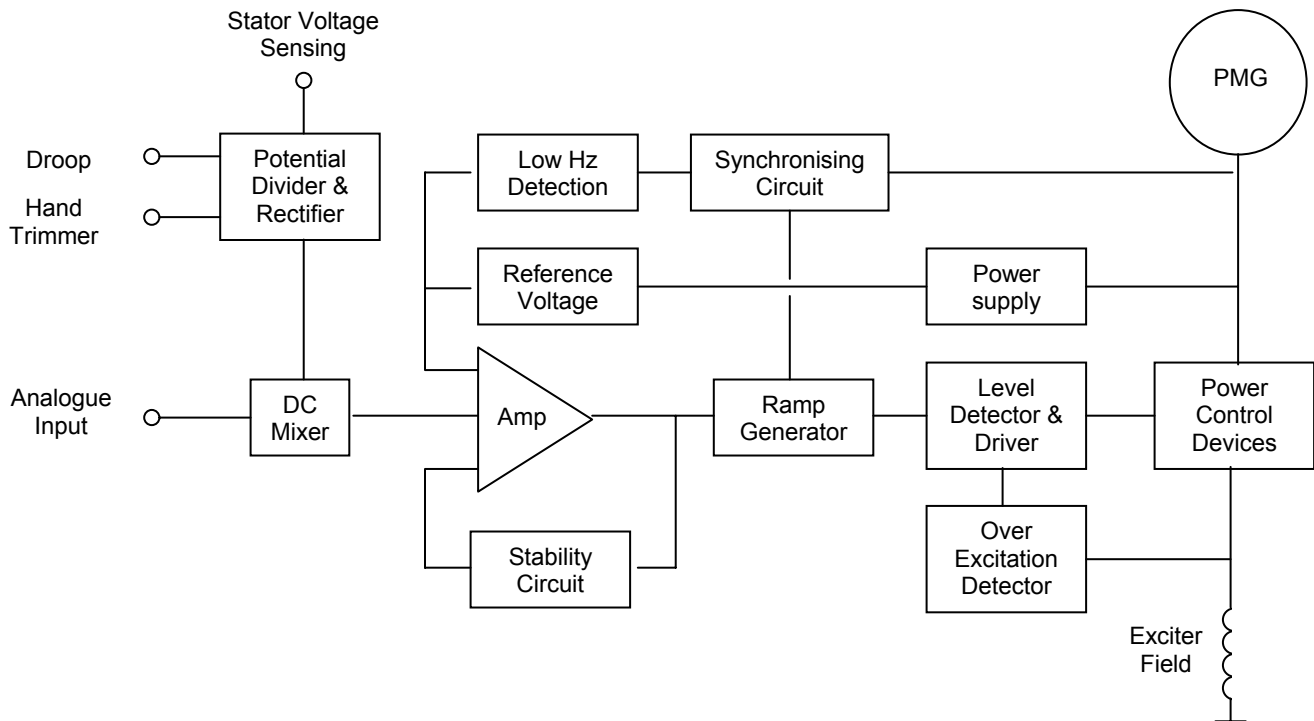 Stator Voltage
Sensing
PMG
Droop
Hand
Trimmer
Potential
Divider &
Rectifier
Low Hz
Detection
Synchronising
Circuit
Reference
Voltage
Power
supply
Analogue
Input
DC
Mixer
Amp
Ramp
Generator
Level
Detector &
Driver
Power
Control
Devices
Stability
Circuit
Over
Excitation
Detector
Exciter
Field